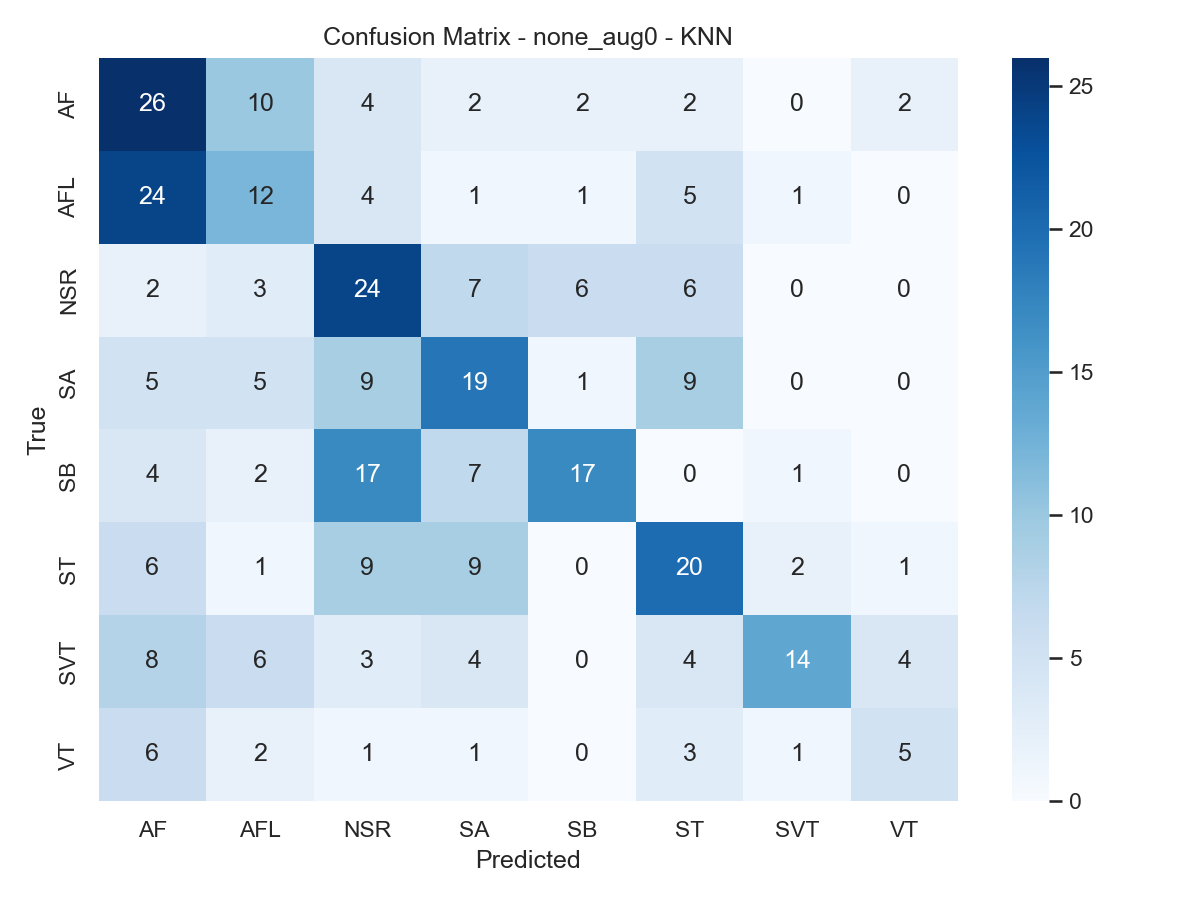 Confusion Matrix - none_aug0 - KNN
AF 26 10 4 2 2 2 0 2
AFL 24 12 4 1 1 5 1 0
NSR 2 3 24 7 6 6 0 0
SA 5 5 9 19 1 9 0 0
SB 4 2 17 7 17 0 1 0
ST 6 1 9 9 0 20 2 1
SVT 8 6 3 4 0 4 14 4
VT 6 2 1 1 0 3 1 5
AF AFL NSR SA SB ST SVT VT
Predicted
True
25
20
15
10
5
0